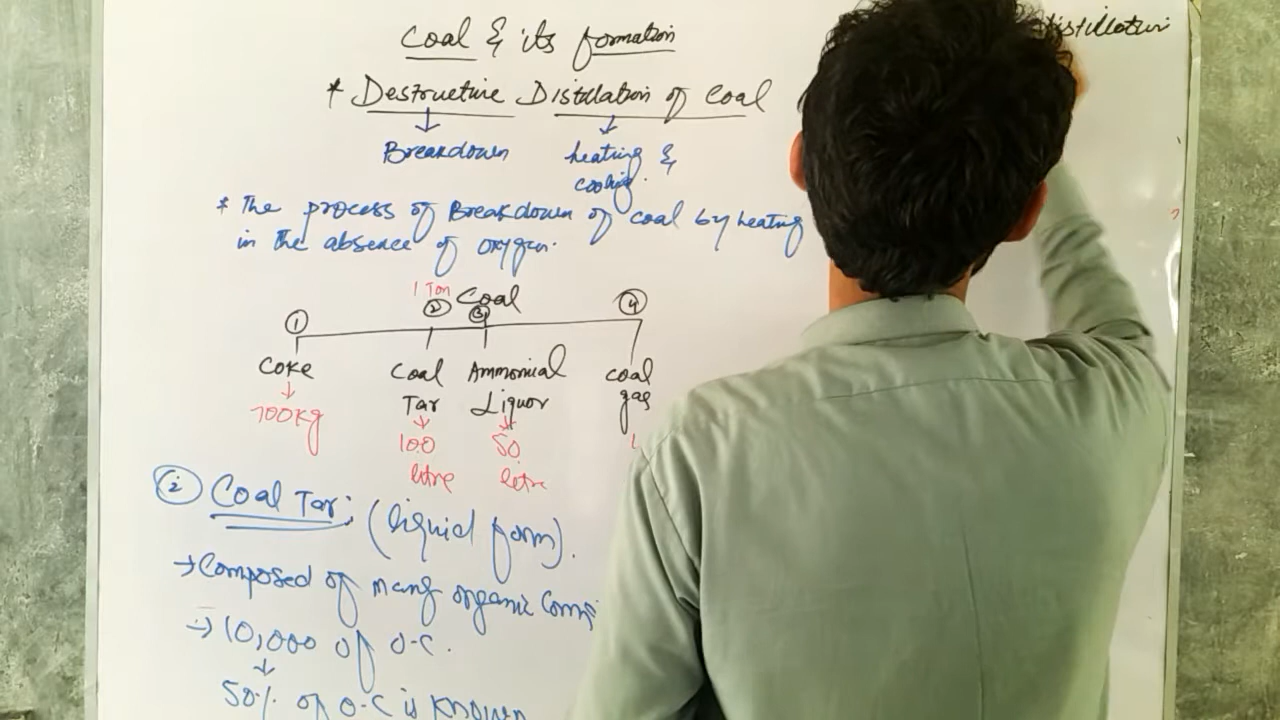 Coal & its formation
* Destructive Distillation of Coal
Breakdown
heating &
cooling.
* The process of Breakdown of coal by heating
in the absence of oxygen.
1 Ton
Coal
① ② ③ ④
Coke
Coal
Tar
Ammonial
Liquor
coal
gas
700kg
100
litre
50
litre
② Coal Tar; (liquid form).
→ Composed of many organic
→ 10,000 of O-C.
50% of O-C is known